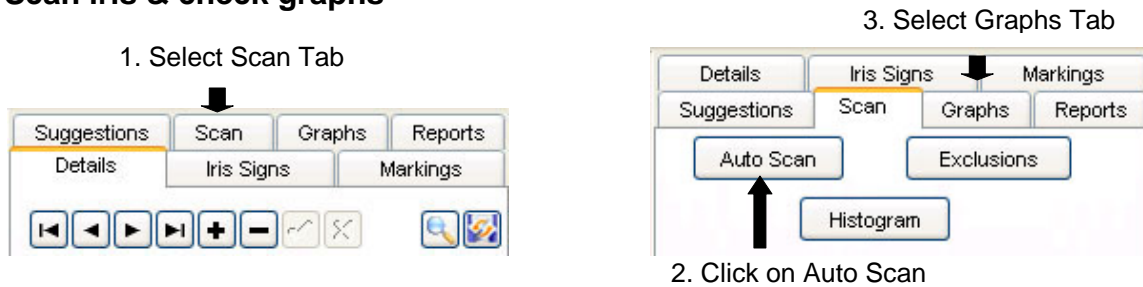 Scan Iris & check graphs
1. Select Scan Tab
Suggestions Scan Graphs Reports
Details Iris Signs Markings
3. Select Graphs Tab
Details Iris Signs Markings
Suggestions Scan Graphs Reports
Auto Scan Exclusions
Histogram
2. Click on Auto Scan